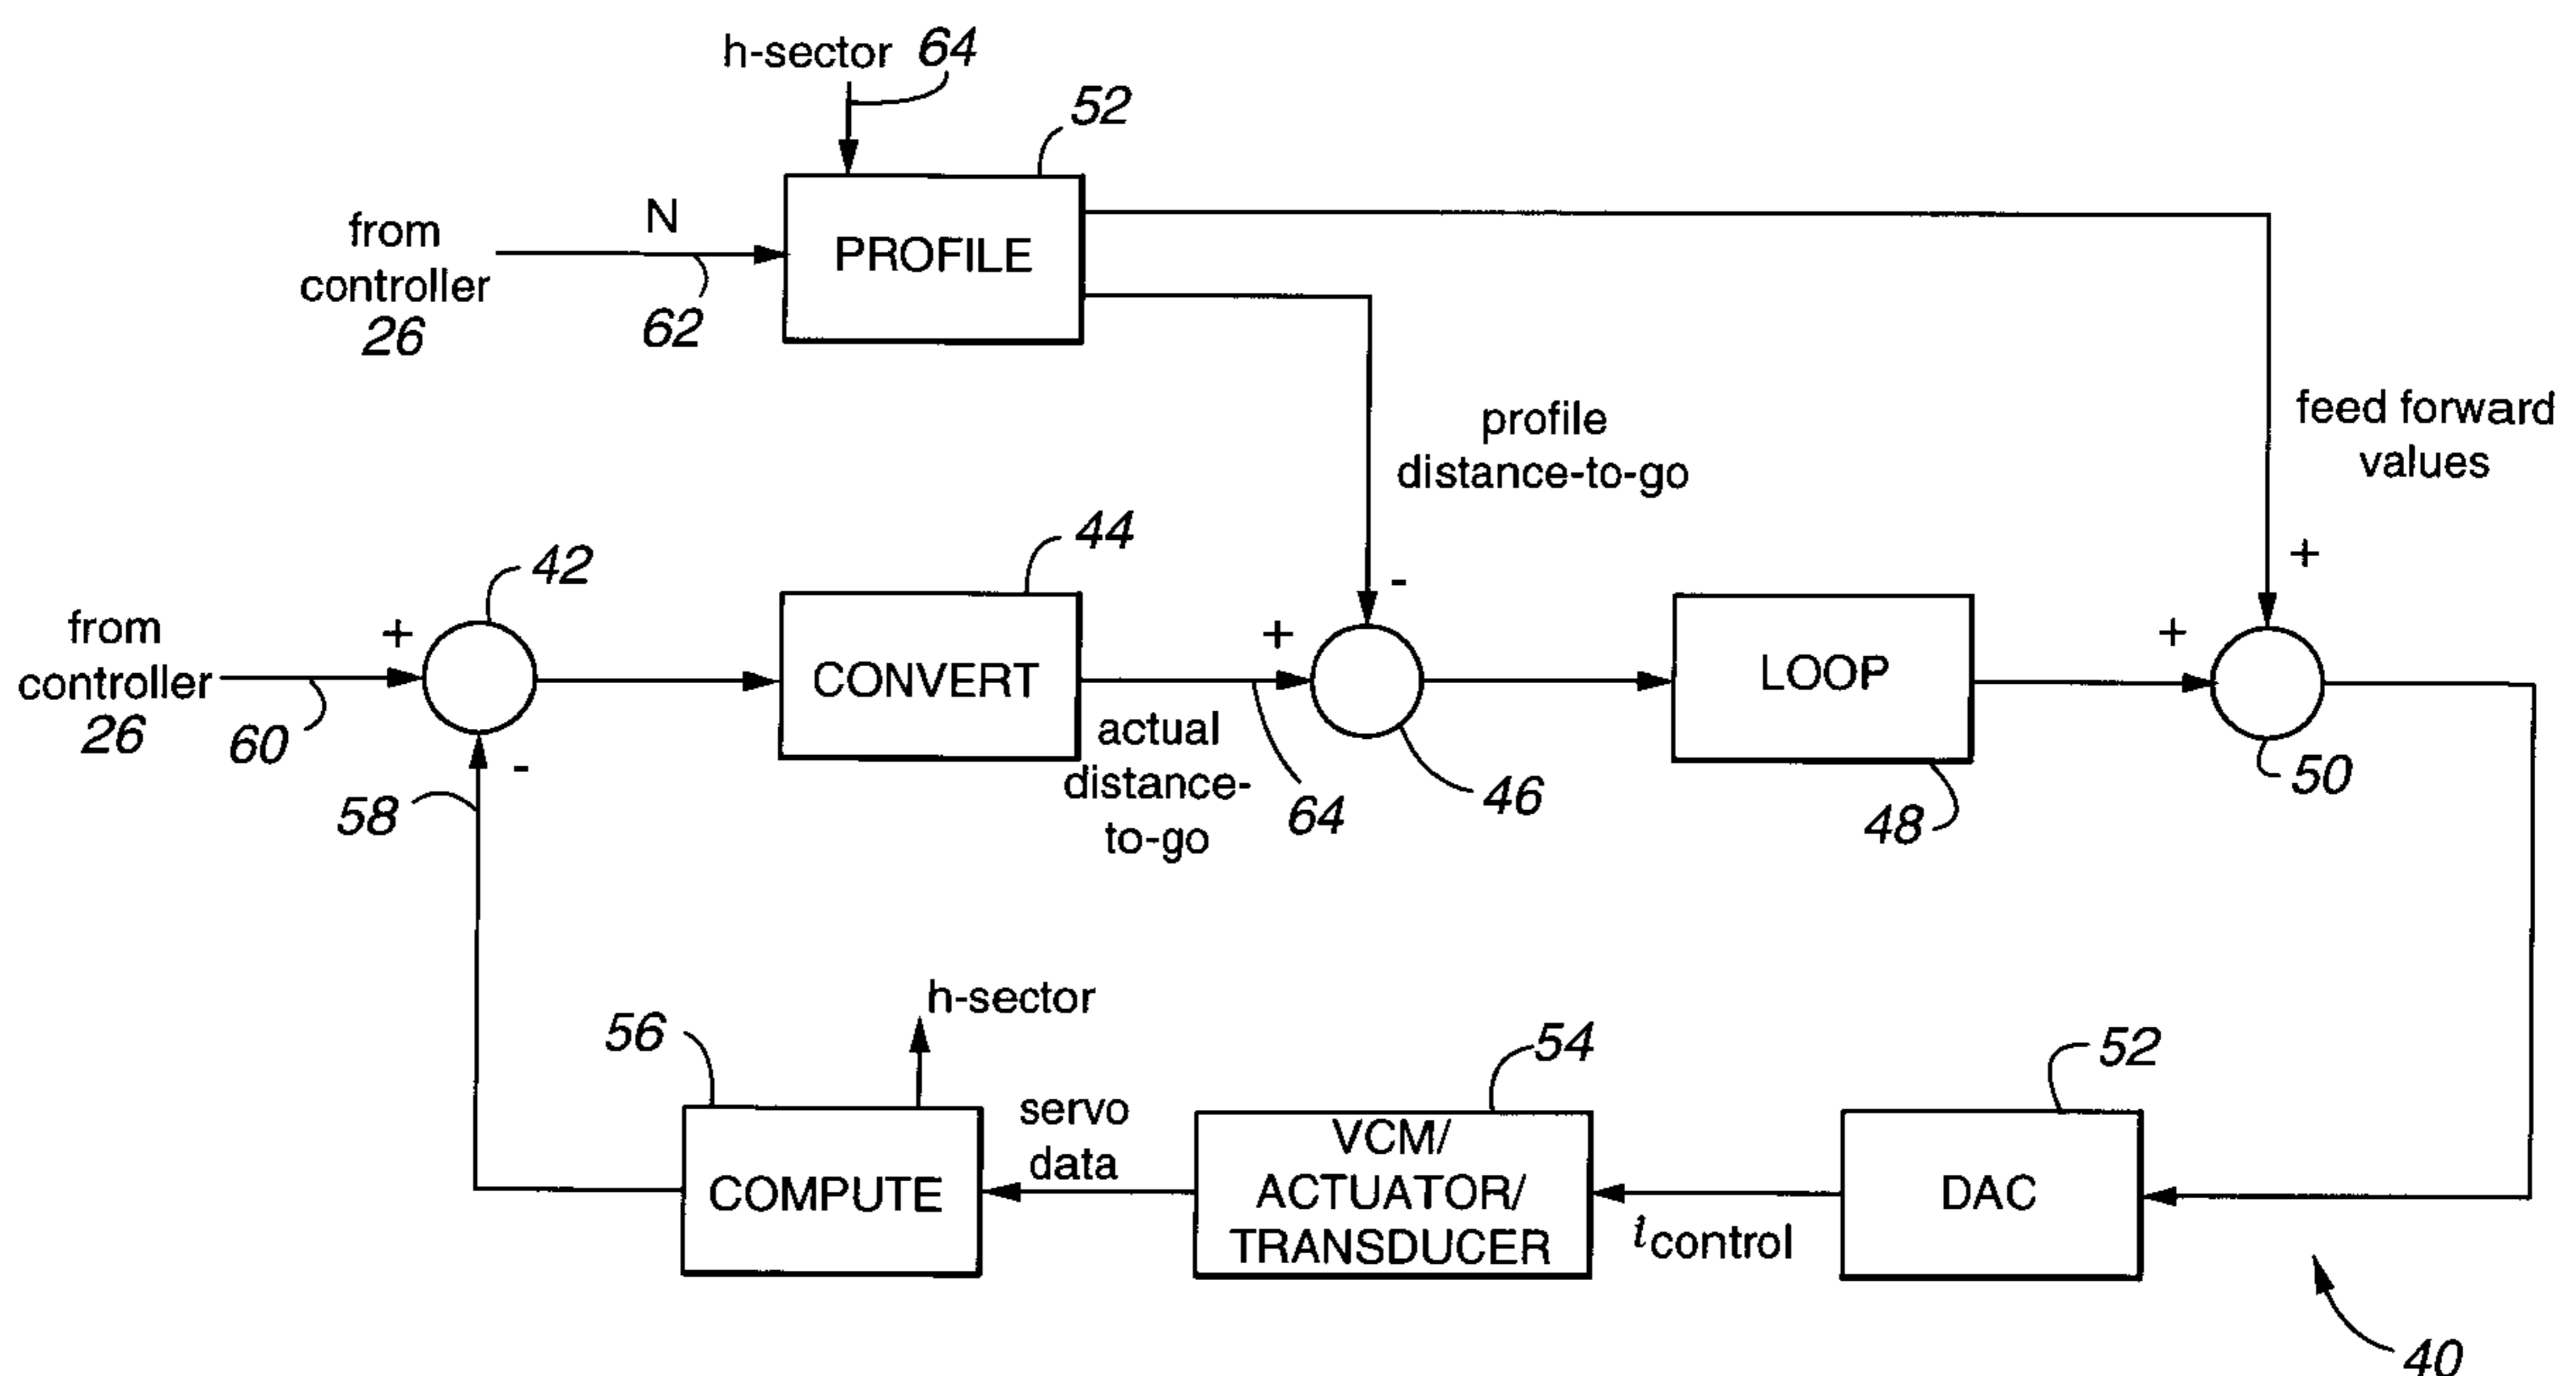 h-sector 64
52
N
from
controller
26
62
PROFILE
feed forward
values
profile
distance-to-go
+
-
42
44
from
controller
26
+
60
-
58
CONVERT
+
actual
distance-
to-go
64
46
LOOP
48
+
50
h-sector
56
servo
data
54
52
COMPUTE
VCM/
ACTUATOR/
TRANSDUCER
i control
DAC
40